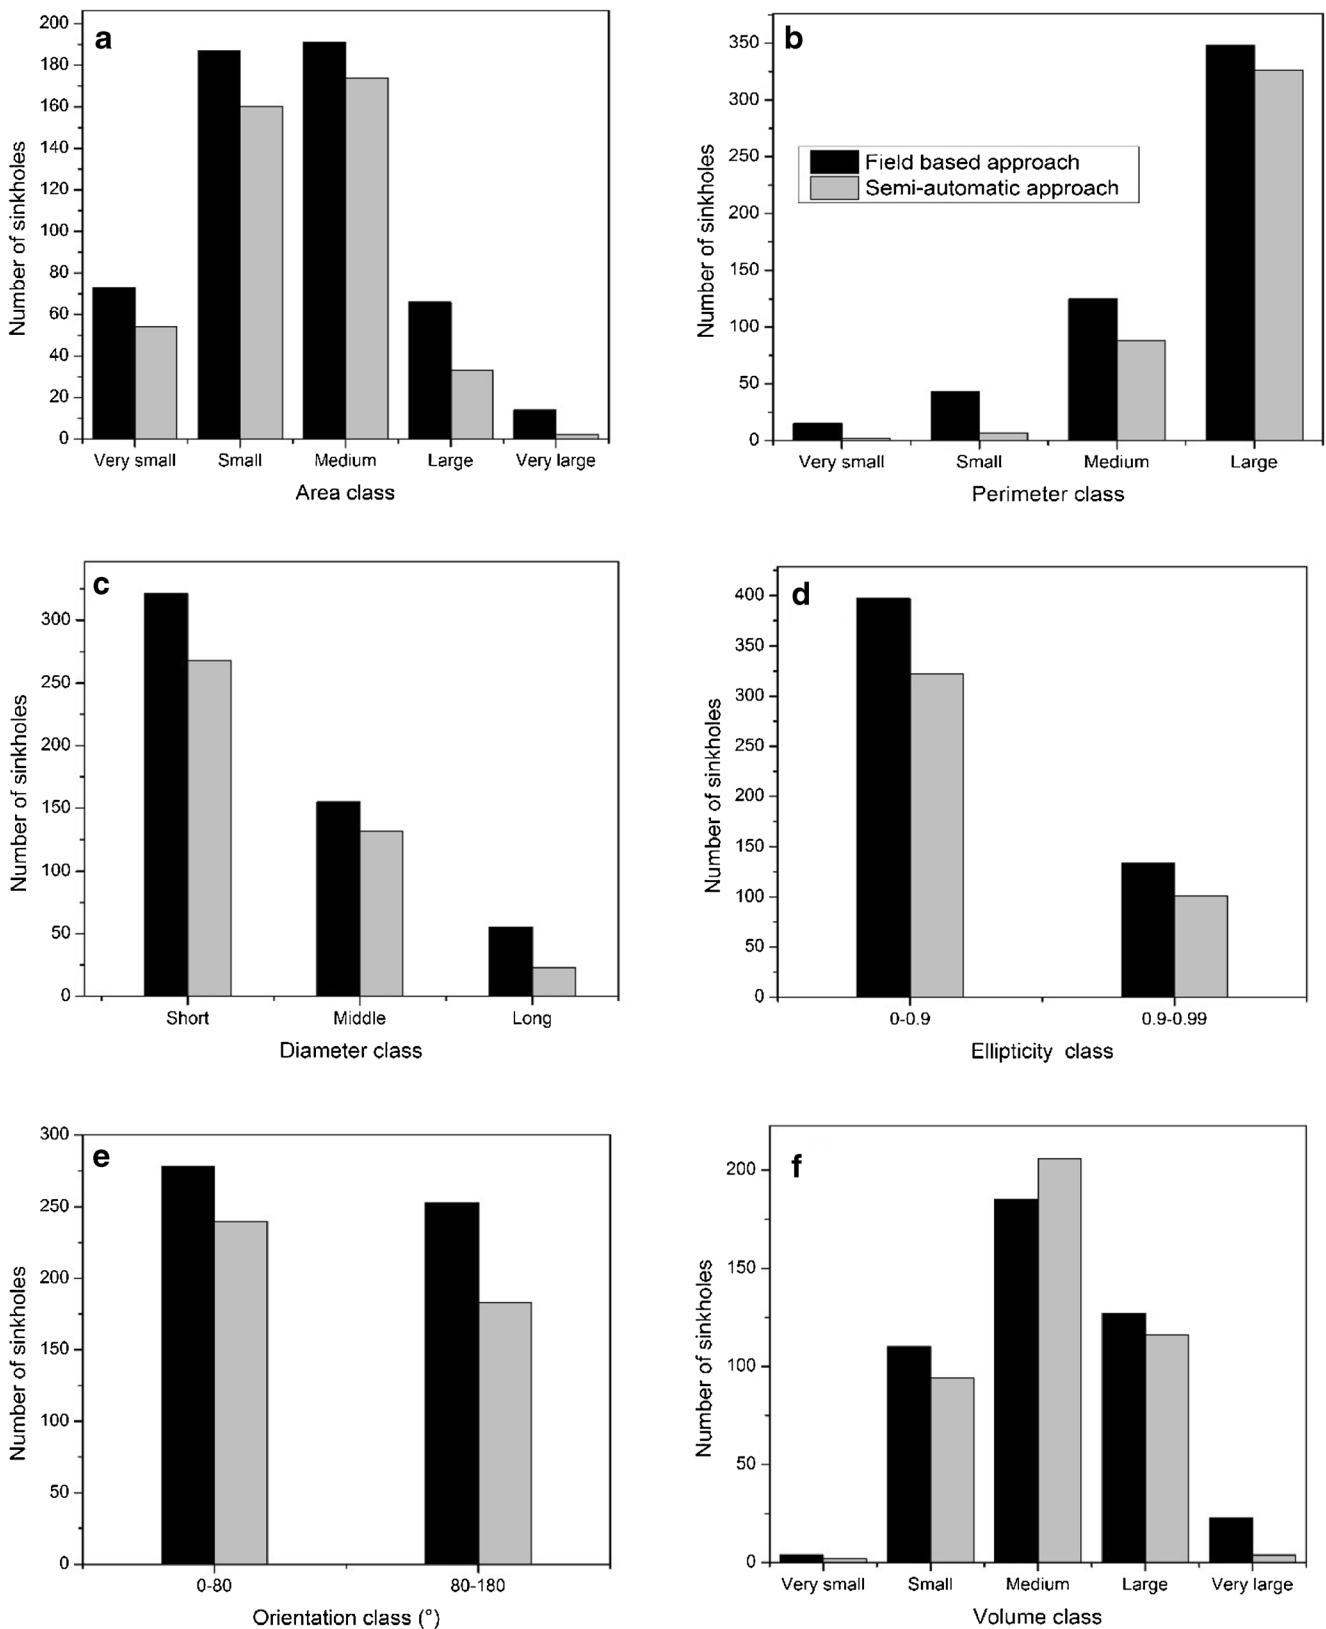 a
200
180
160
140
120
100
80
60
40
20
0
Number of sinkholes
Very small Small Medium Large Very large
Area class
b
350
300
250
200
150
100
50
0
Number of sinkholes
Field based approach
Semi-automatic approach
Very small Small Medium Large
Perimeter class
c
300
250
200
150
100
50
0
Number of sinkholes
Short Middle Long
Diameter class
d
400
350
300
250
200
150
100
50
0
Number of sinkholes
0-0.9 0.9-0.99
Ellipticity class
e
300
250
200
150
100
50
0
Number of sinkholes
0-80 80-180
Orientation class (°)
f
200
150
100
50
0
Number of sinkholes
Very small Small Medium Large Very large
Volume class